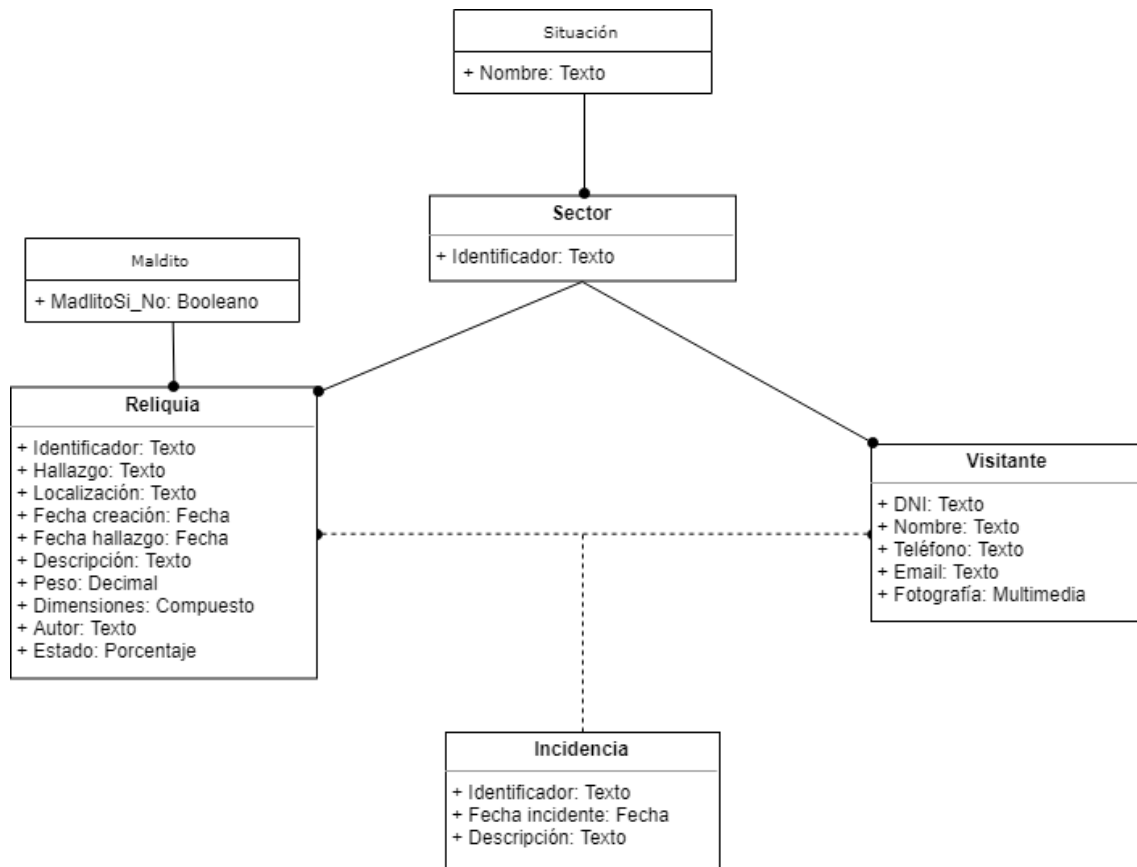 Situación
+ Nombre: Texto
Sector
+ Identificador: Texto
Maldito
+ MadlitoSi_No: Booleano
Reliquia
+ Identificador: Texto
+ Hallazgo: Texto
+ Localización: Texto
+ Fecha creación: Fecha
+ Fecha hallazgo: Fecha
+ Descripción: Texto
+ Peso: Decimal
+ Dimensiones: Compuesto
+ Autor: Texto
+ Estado: Porcentaje
Visitante
+ DNI: Texto
+ Nombre: Texto
+ Teléfono: Texto
+ Email: Texto
+ Fotografía: Multimedia
Incidencia
+ Identificador: Texto
+ Fecha incidente: Fecha
+ Descripción: Texto